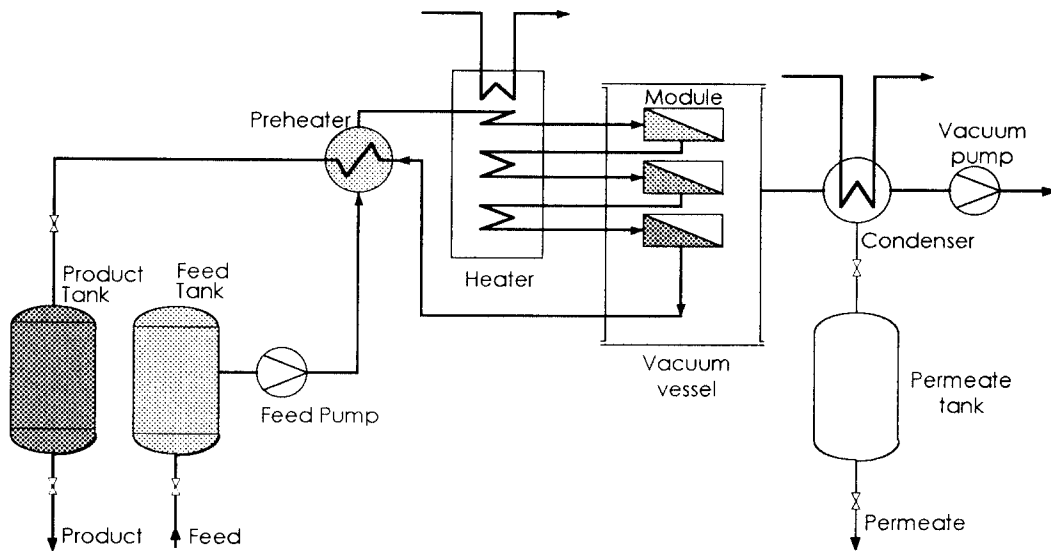 Module
Preheater
Vacuum
pump
Condenser
Heater
Product
Tank
Feed
Tank
Vacuum
vessel
Permeate
tank
Feed Pump
Product
Feed
Permeate